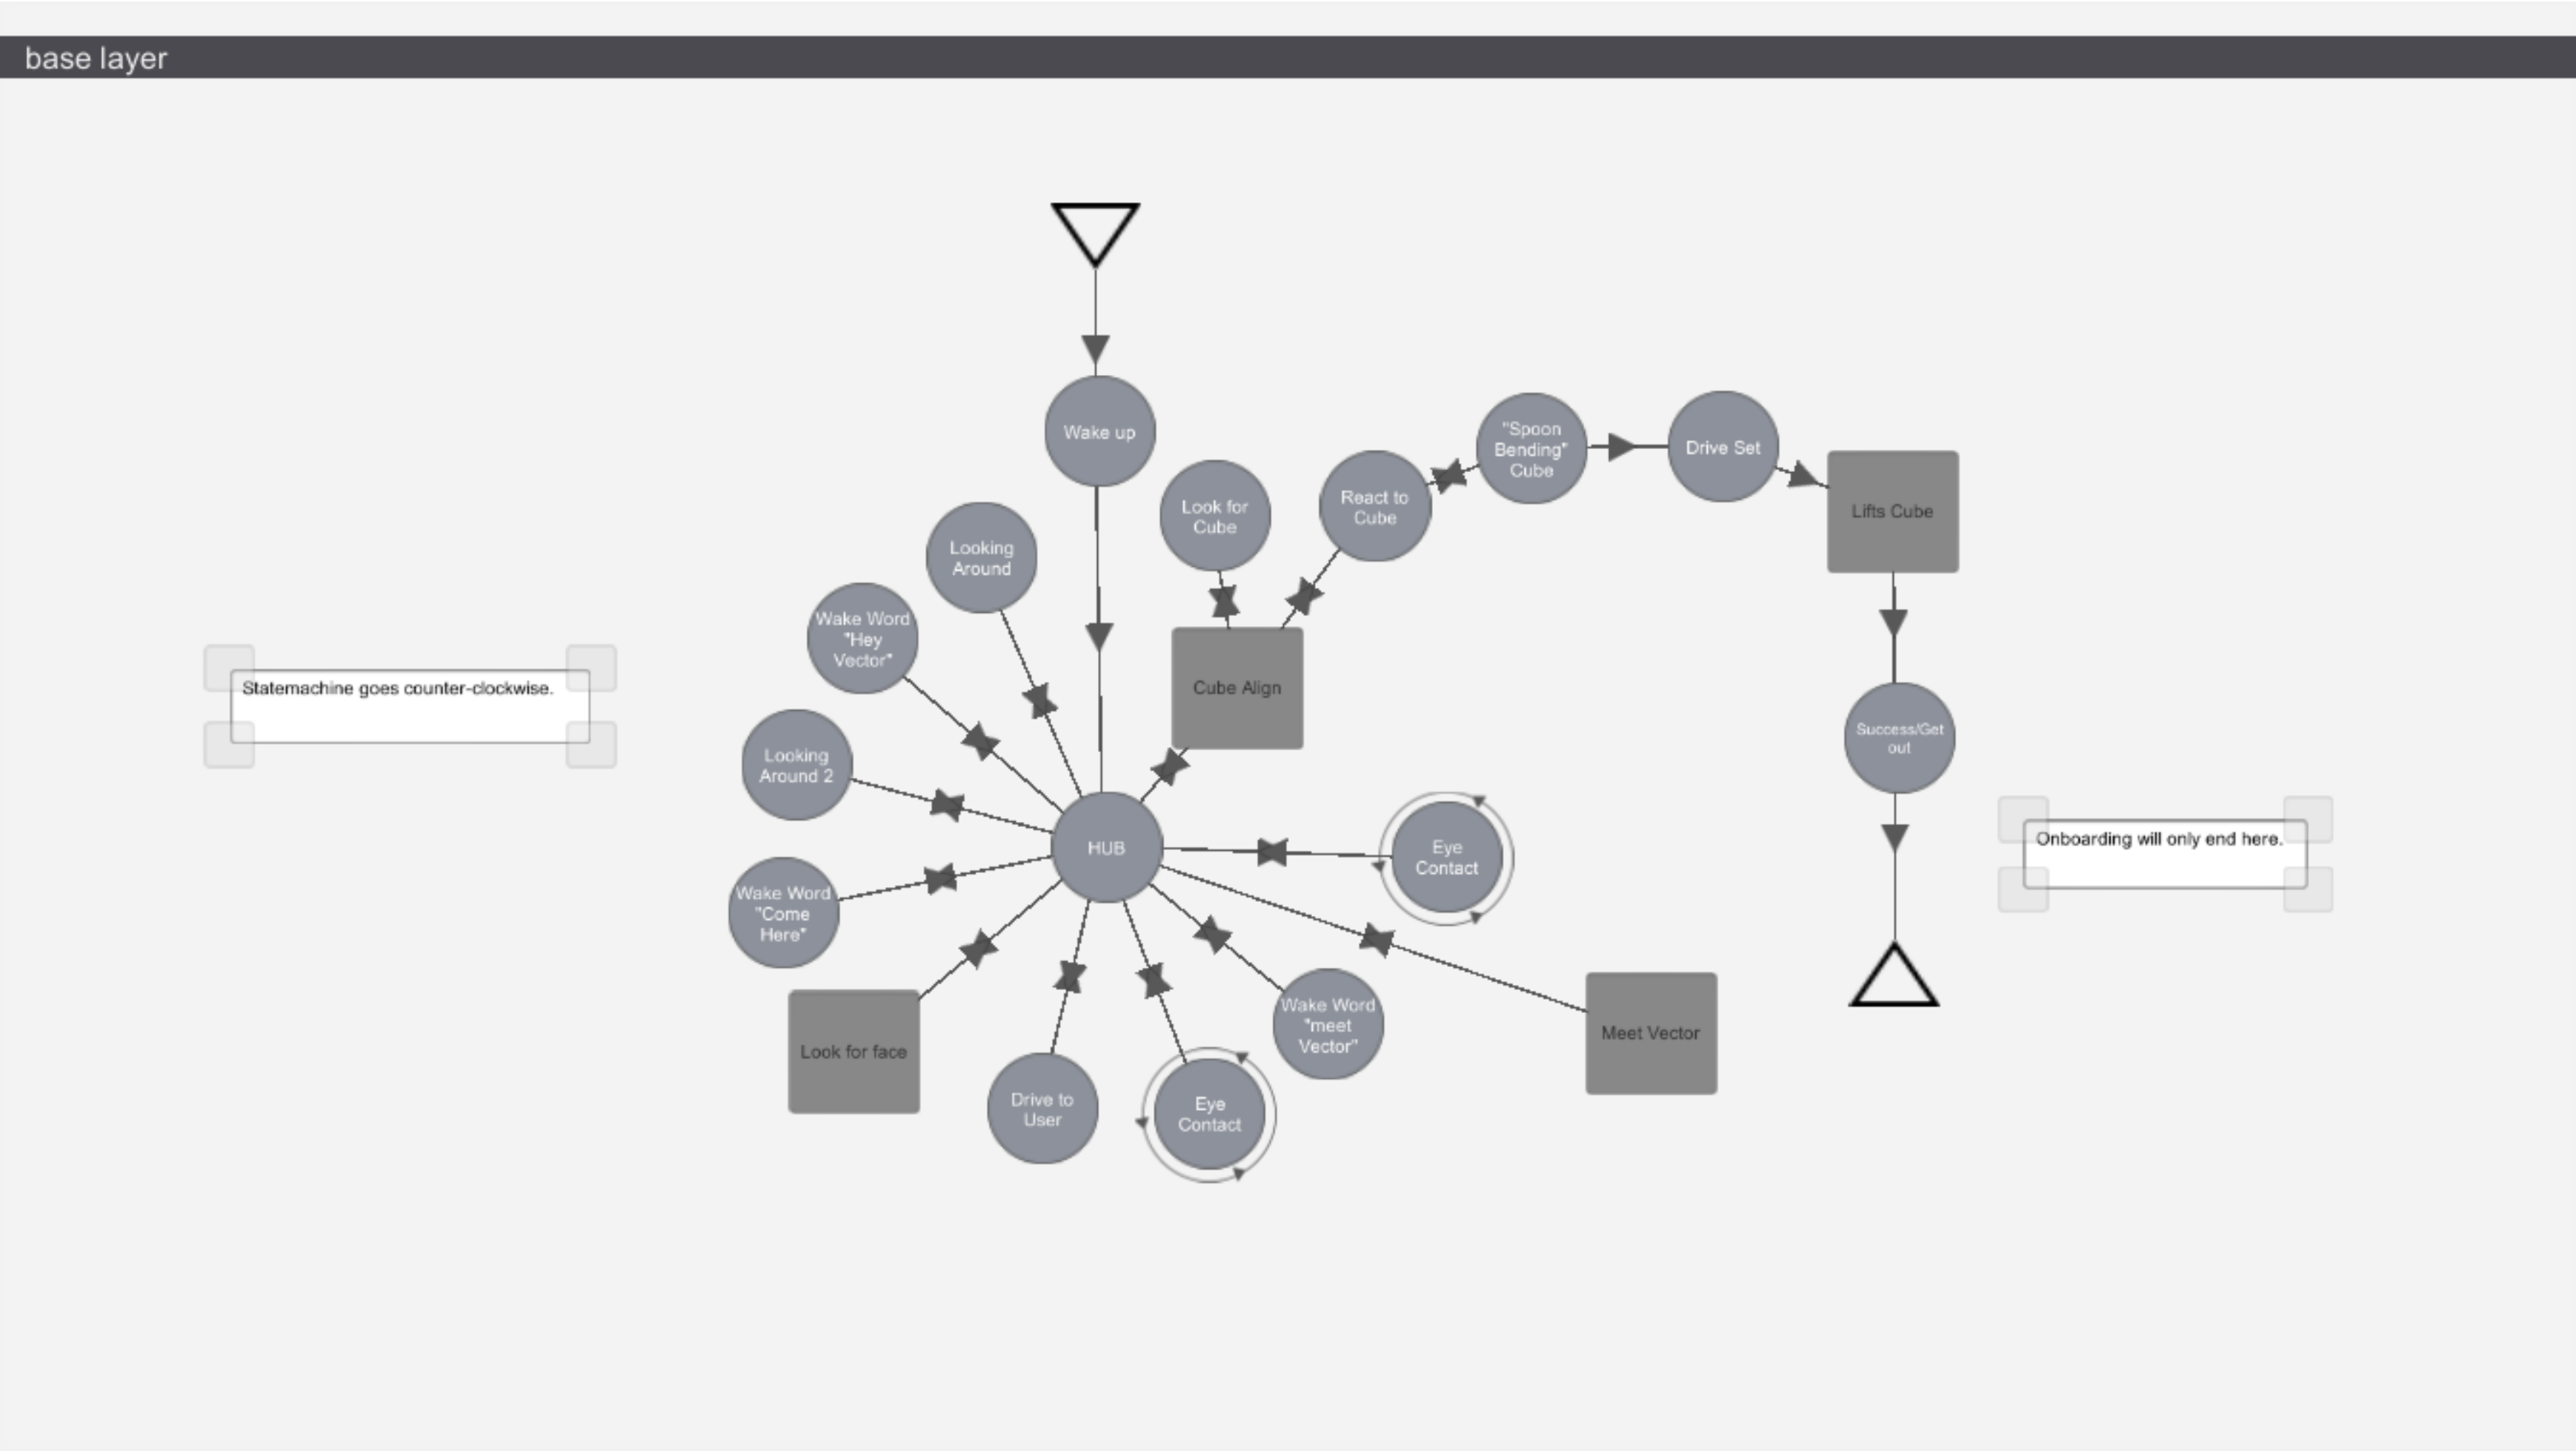 base layer
Wake up
"Spoon
Bending"
Cube
Drive Set
Look for
Cube
React to
Cube
Lifts Cube
Looking
Around
Wake Word
"Hey
Vector"
Statemachine goes counter-clockwise.
Cube Align
Success/Get
out
Looking
Around 2
Onboarding will only end here.
HUB
Eye
Contact
Wake Word
"Come
Here"
Look for face
Wake Word
"meet
Vector"
Meet Vector
Drive to
User
Eye
Contact